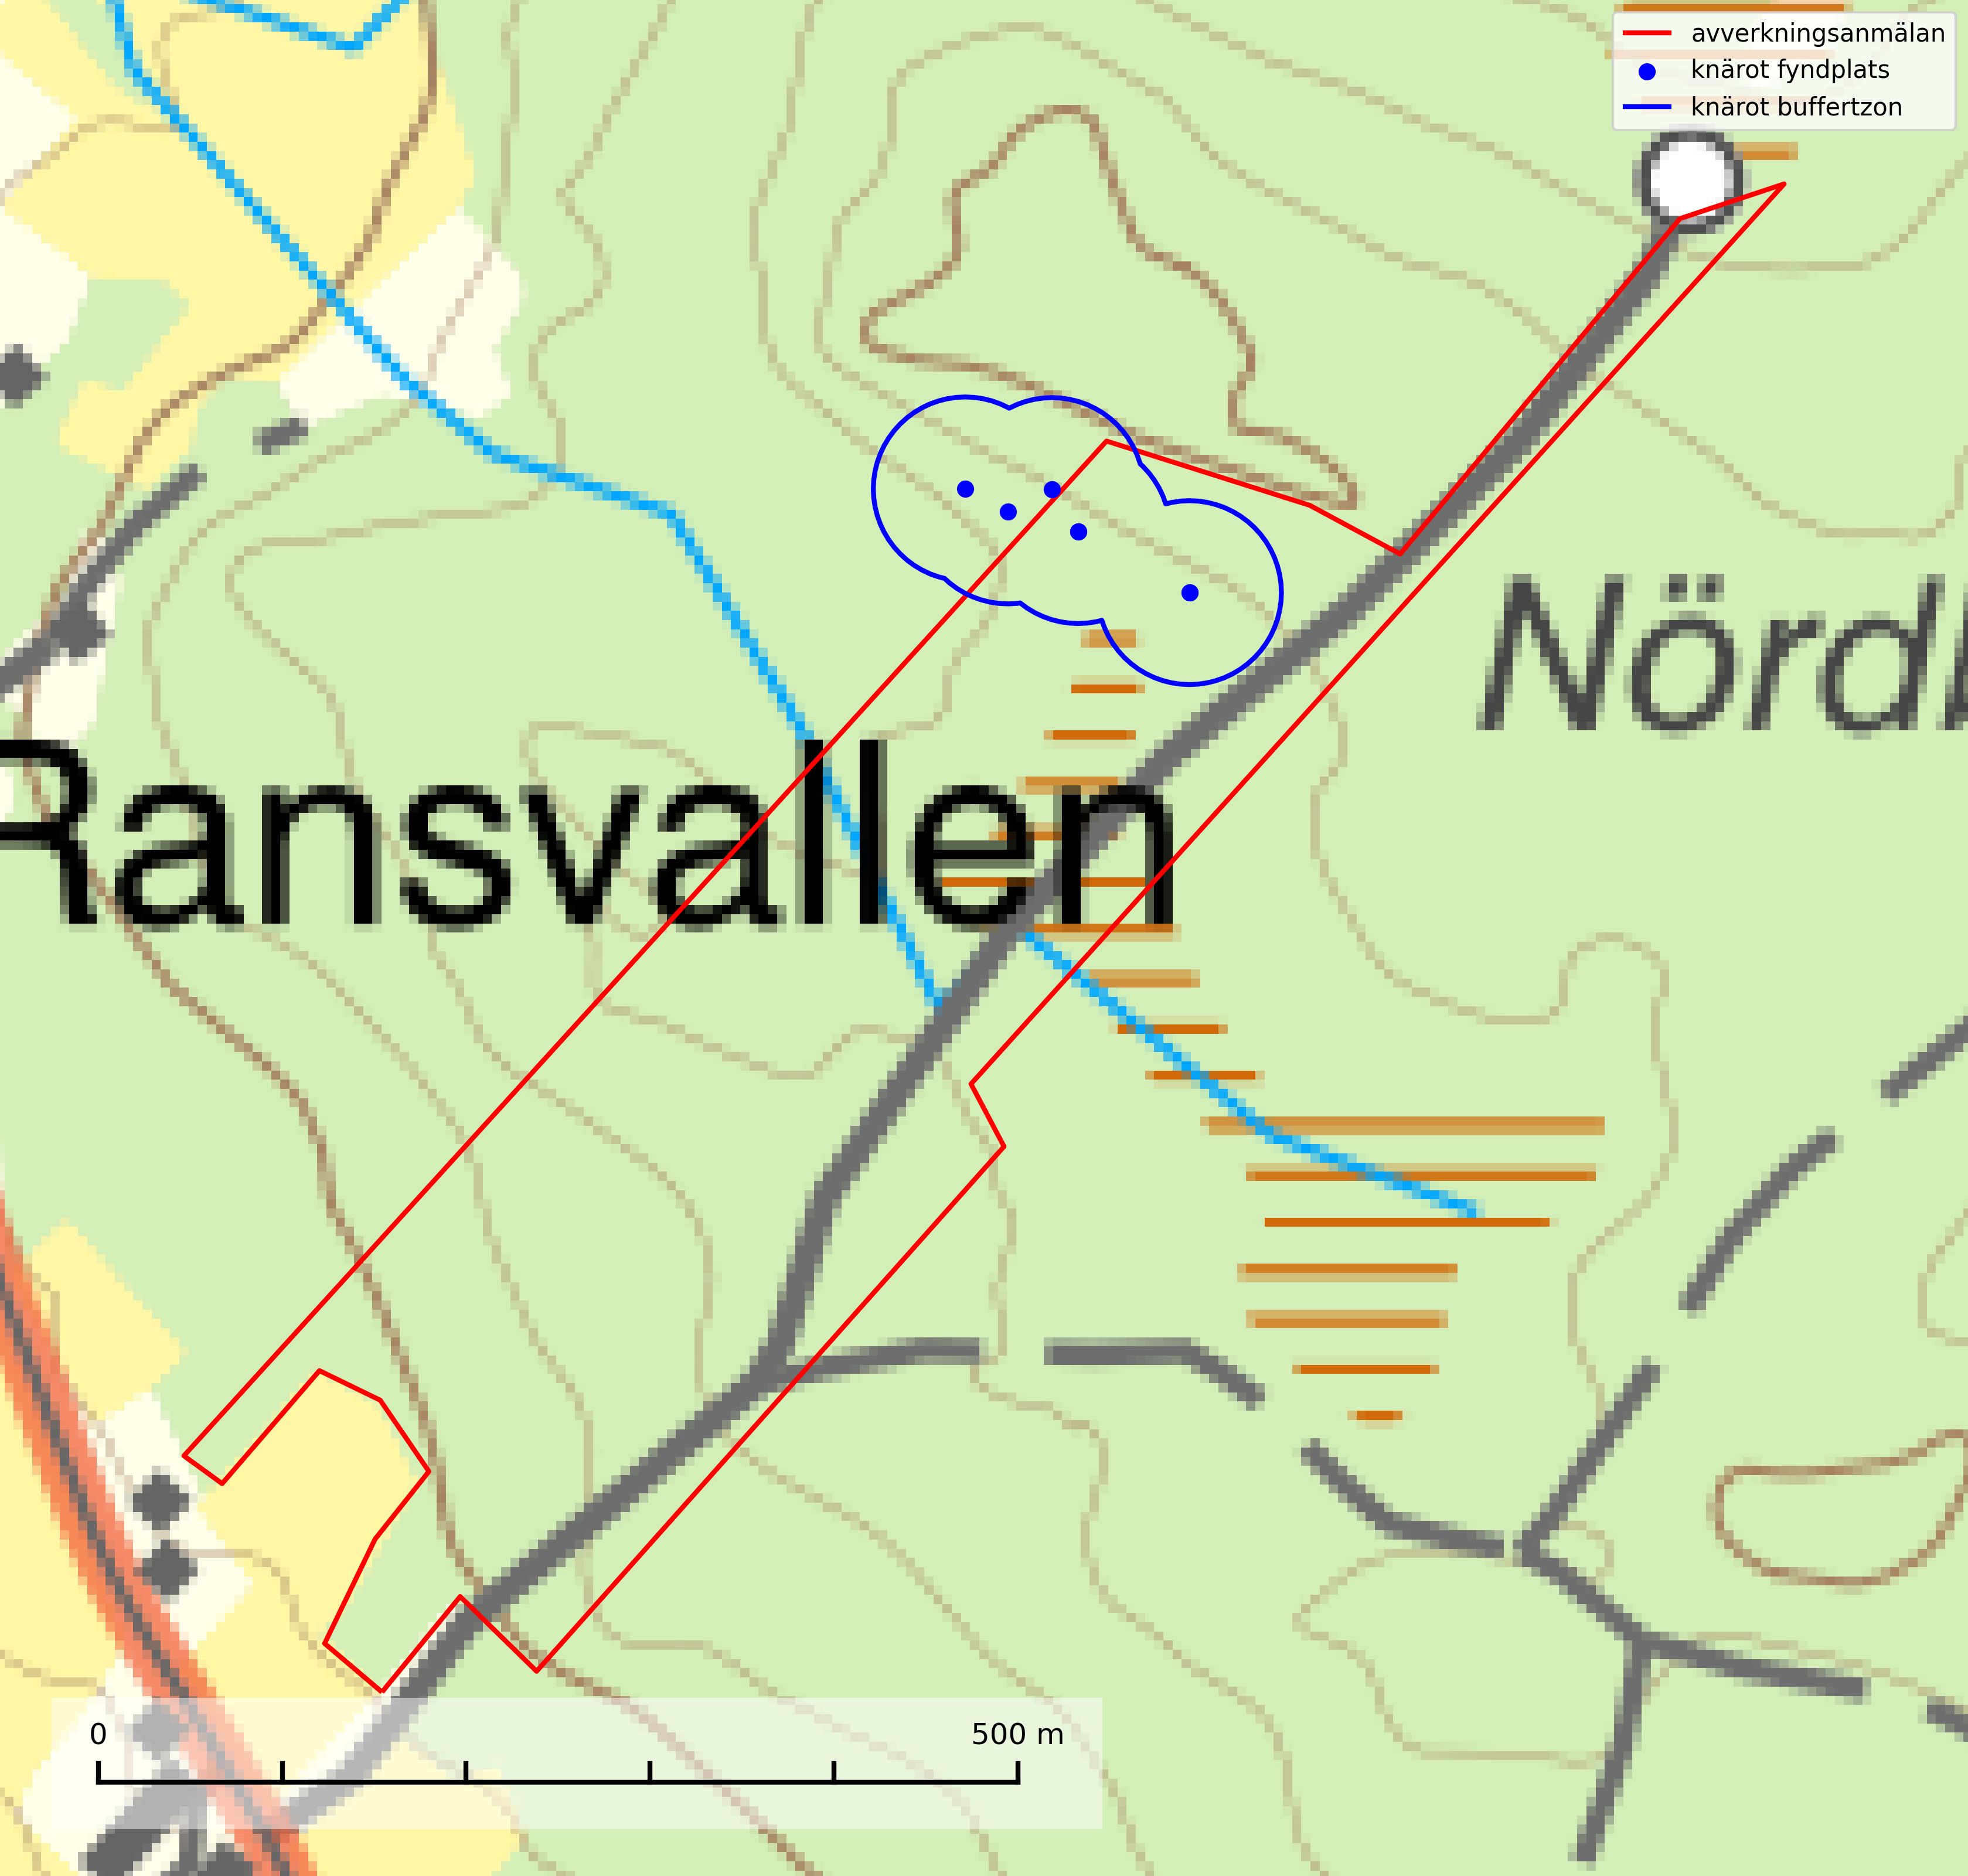 avverkningsanmälan
knärot fyndplats
knärot buffertzon
Ransvallen
0 500 m